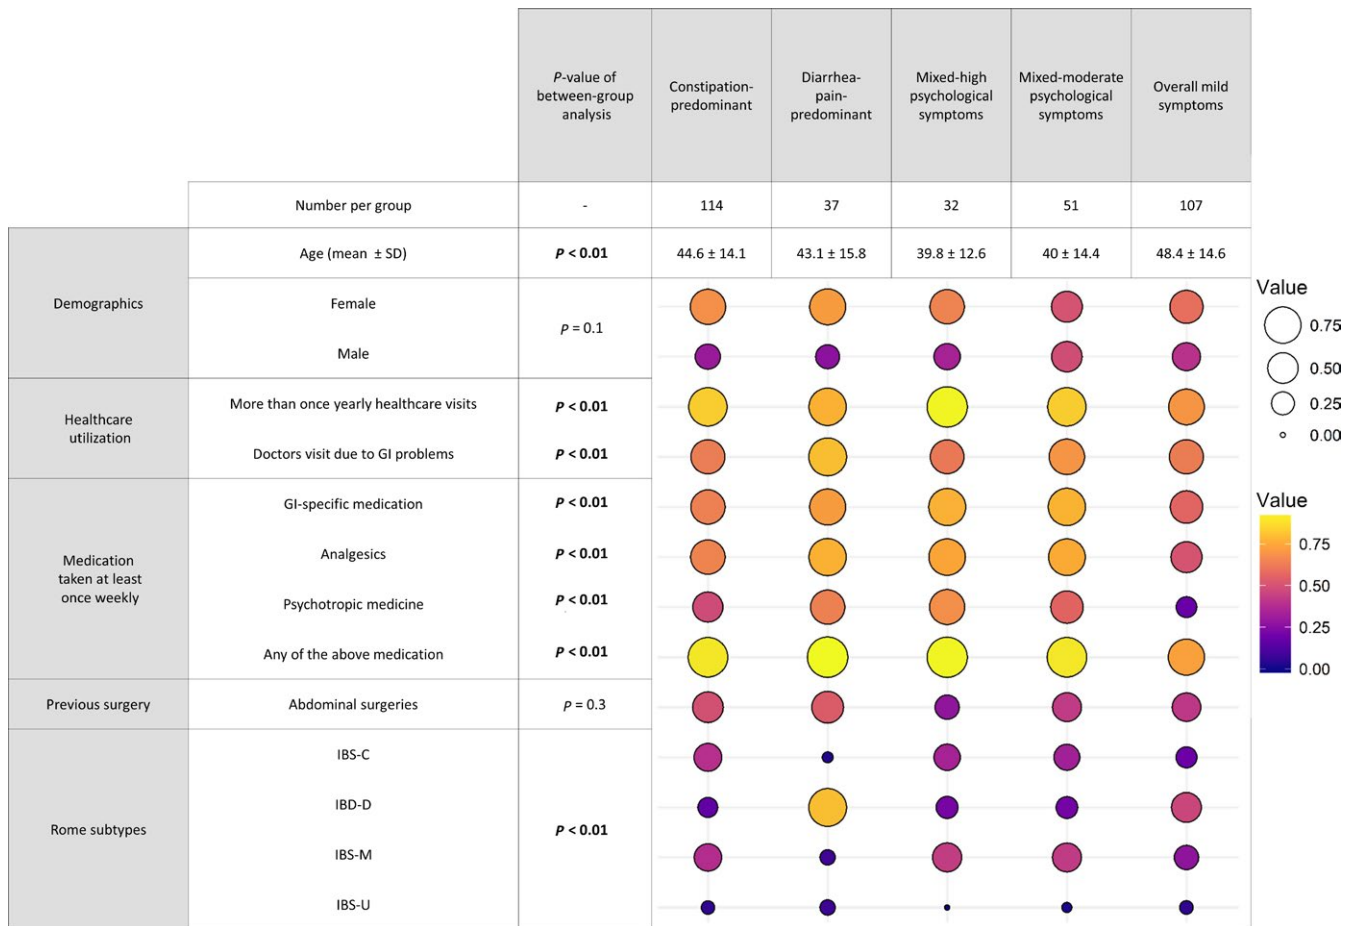 P-value of
between-group
analysis
Constipation-
predominant
Diarrhea-
pain-
predominant
Mixed-high
psychological
symptoms
Mixed-moderate
psychological
symptoms
Overall mild
symptoms
Number per group - 114 37 32 51 107
Demographics
Age (mean ± SD) P < 0.01 44.6 ± 14.1 43.1 ± 15.8 39.8 ± 12.6 40 ± 14.4 48.4 ± 14.6
Female
P = 0.1
Male
Healthcare
utilization
More than once yearly healthcare visits P < 0.01
Doctors visit due to GI problems P < 0.01
Medication
taken at least
once weekly
GI-specific medication P < 0.01
Analgesics P < 0.01
Psychotropic medicine P < 0.01
Any of the above medication P < 0.01
Previous surgery Abdominal surgeries P = 0.3
Rome subtypes
IBS-C
IBD-D
P < 0.01
IBS-M
IBS-U
Value
0.75
0.50
0.25
0.00
Value
0.75
0.50
0.25
0.00